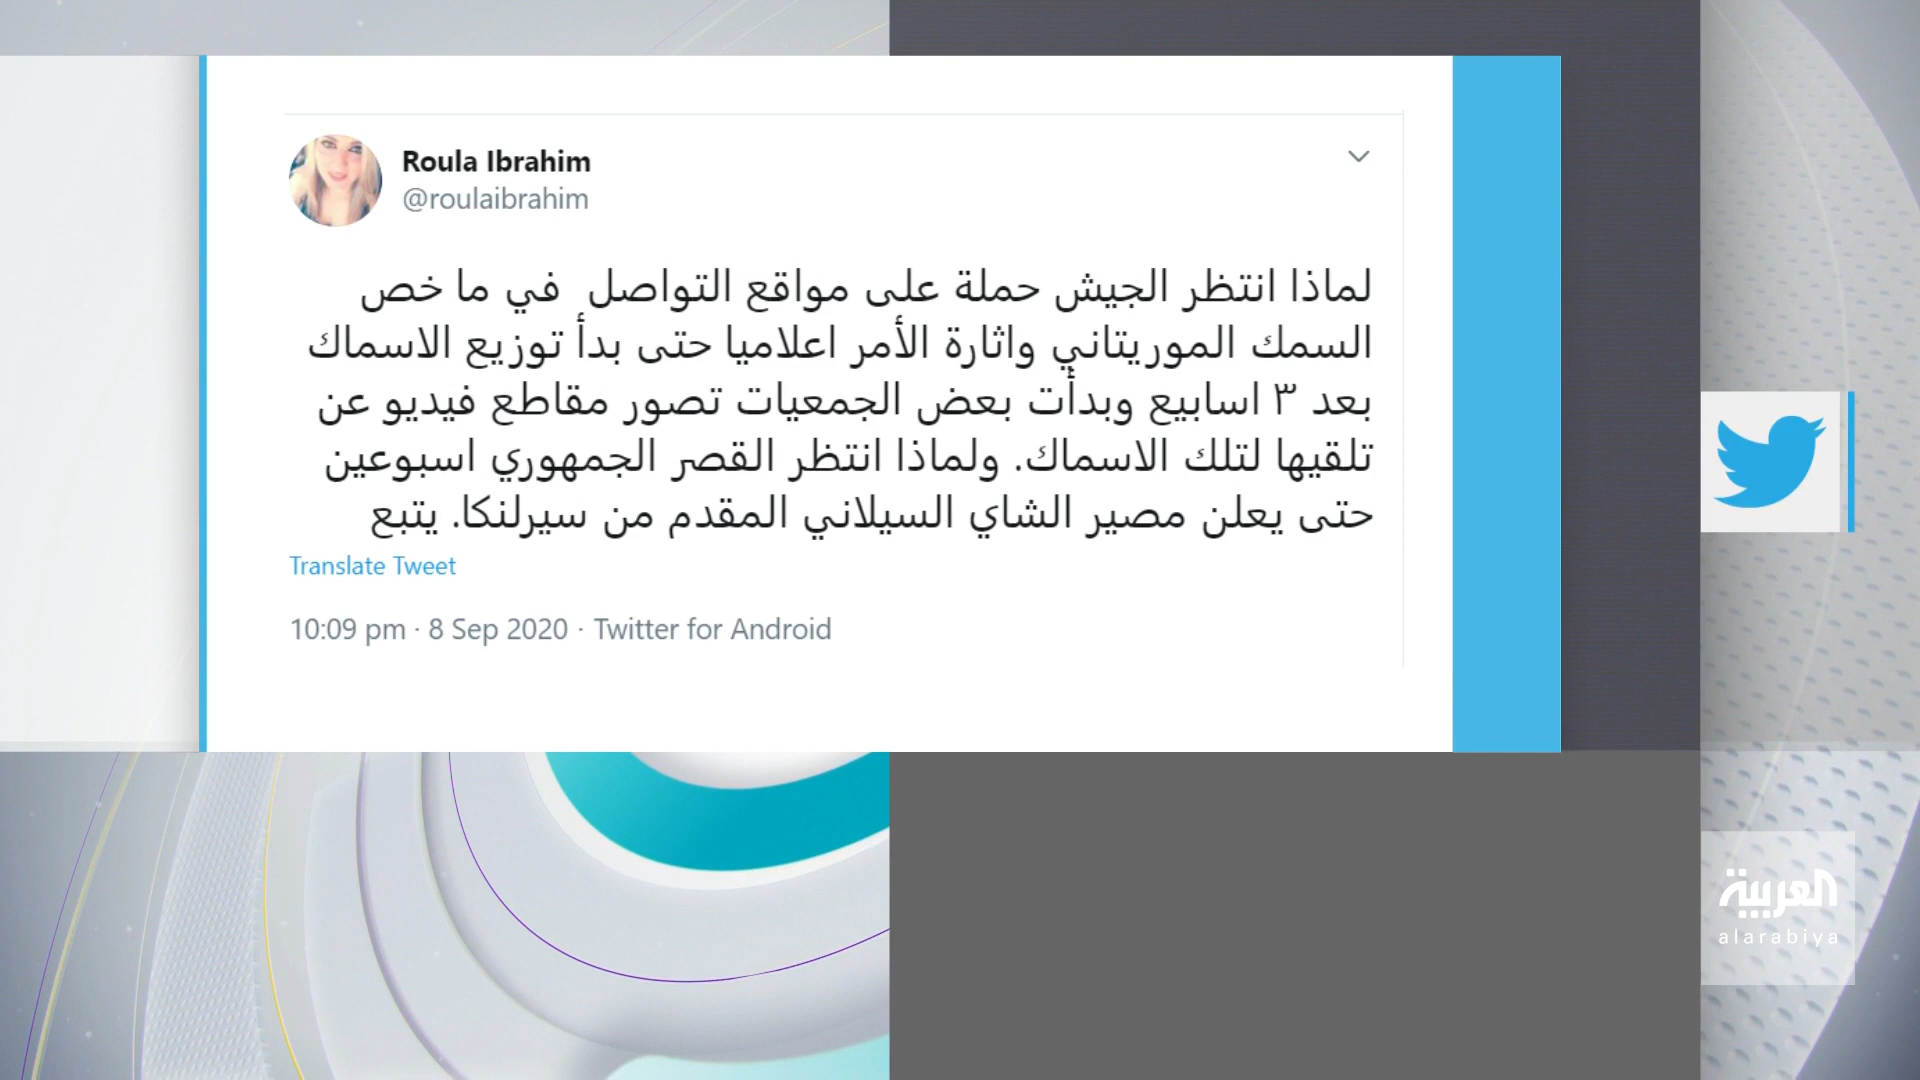 Roula Ibrahim
@roulaibrahim
لماذا انتظر الجيش حملة على مواقع التواصل في ما خص
السمك الموريتاني واثارة الأمر اعلاميا حتى بدأ توزيع الاسماك
بعد ٣ اسابيع وبدأت بعض الجمعيات تصور مقاطع فيديو عن
تلقيها لتلك الاسماك. ولماذا انتظر القصر الجمهوري اسبوعين
حتى يعلن مصير الشاي السيلاني المقدم من سيرلنكا. يتبع
Translate Tweet
10:09 pm · 8 Sep 2020 · Twitter for Android
العربية
alarabiya